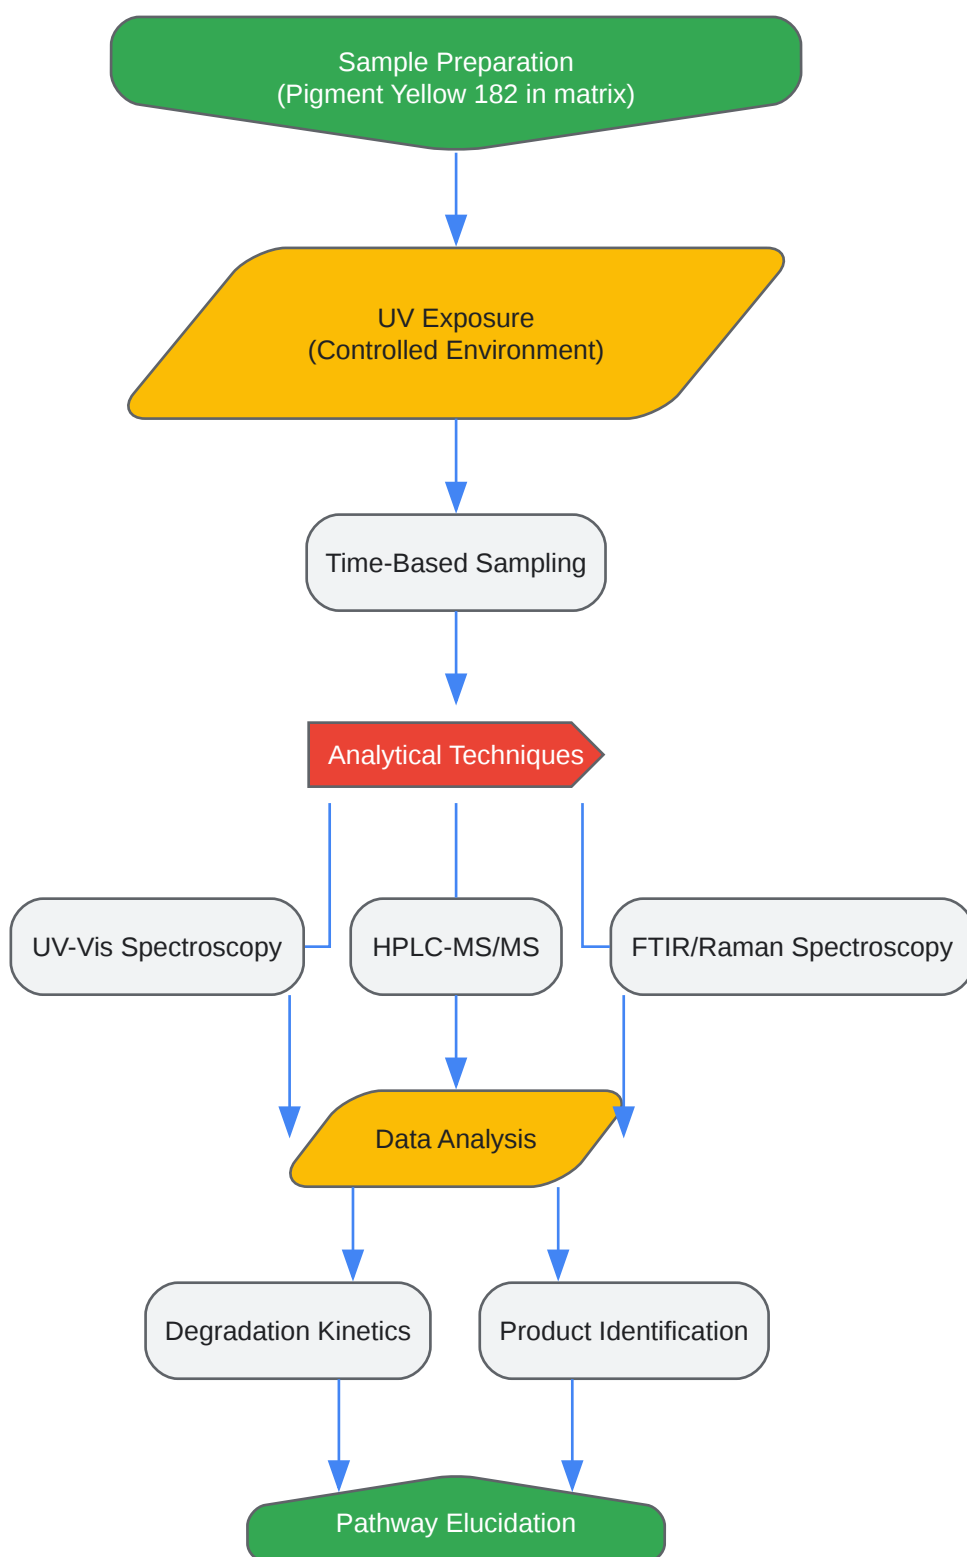 Sample Preparation
(Pigment Yellow 182 in matrix)
UV Exposure
(Controlled Environment)
Time-Based Sampling
Analytical Techniques
UV-Vis Spectroscopy
HPLC-MS/MS
FTIR/Raman Spectroscopy
Data Analysis
Degradation Kinetics
Product Identification
Pathway Elucidation